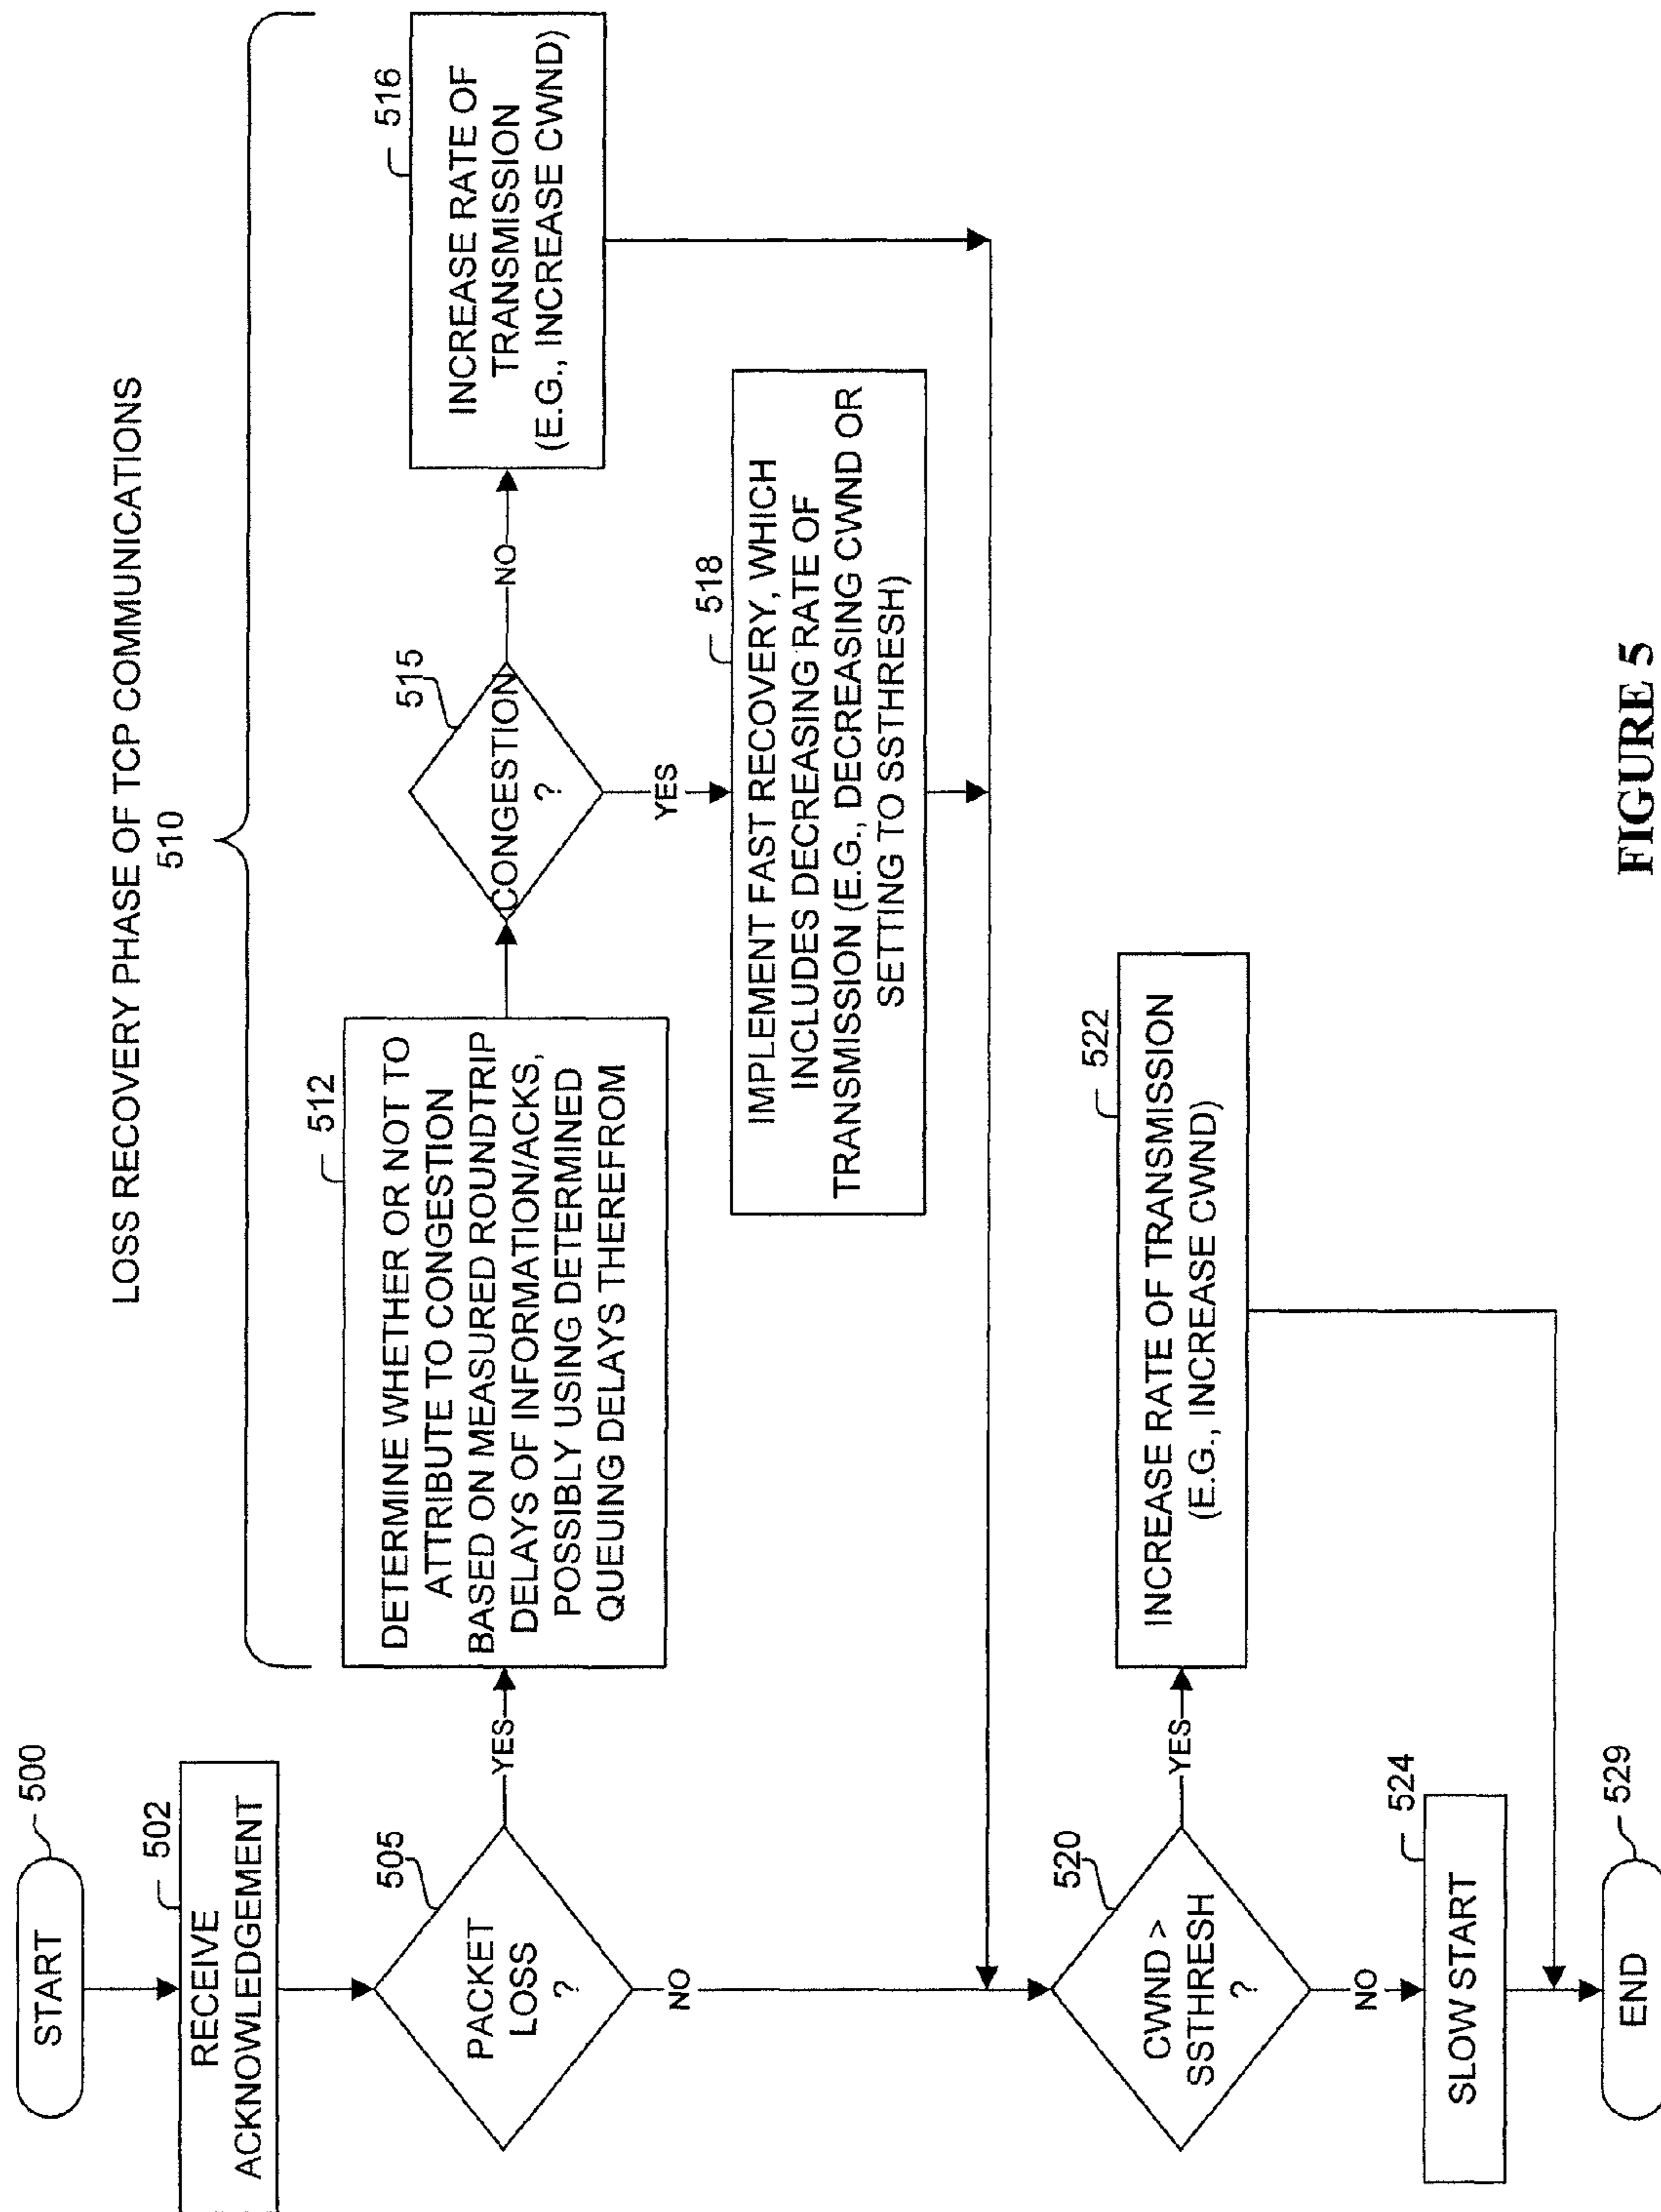 LOSS RECOVERY PHASE OF TCP COMMUNICATIONS
510
START
500
502
RECEIVE
ACKNOWLEDGEMENT
505
PACKET
LOSS
?
YES
NO
512
DETERMINE WHETHER OR NOT TO
ATTRIBUTE TO CONGESTION
BASED ON MEASURED ROUNDTRIP
DELAYS OF INFORMATION/ACKS,
POSSIBLY USING DETERMINED
QUEUING DELAYS THEREFROM
515
CONGESTION
?
NO
YES
516
INCREASE RATE OF
TRANSMISSION
(E.G., INCREASE CWND)
518
IMPLEMENT FAST RECOVERY, WHICH
INCLUDES DECREASING RATE OF
TRANSMISSION (E.G., DECREASING CWND OR
SETTING TO SSTHRESH)
520
CWND >
SSTHRESH
?
YES
NO
522
INCREASE RATE OF TRANSMISSION
(E.G., INCREASE CWND)
524
SLOW START
END
529
FIGURE 5